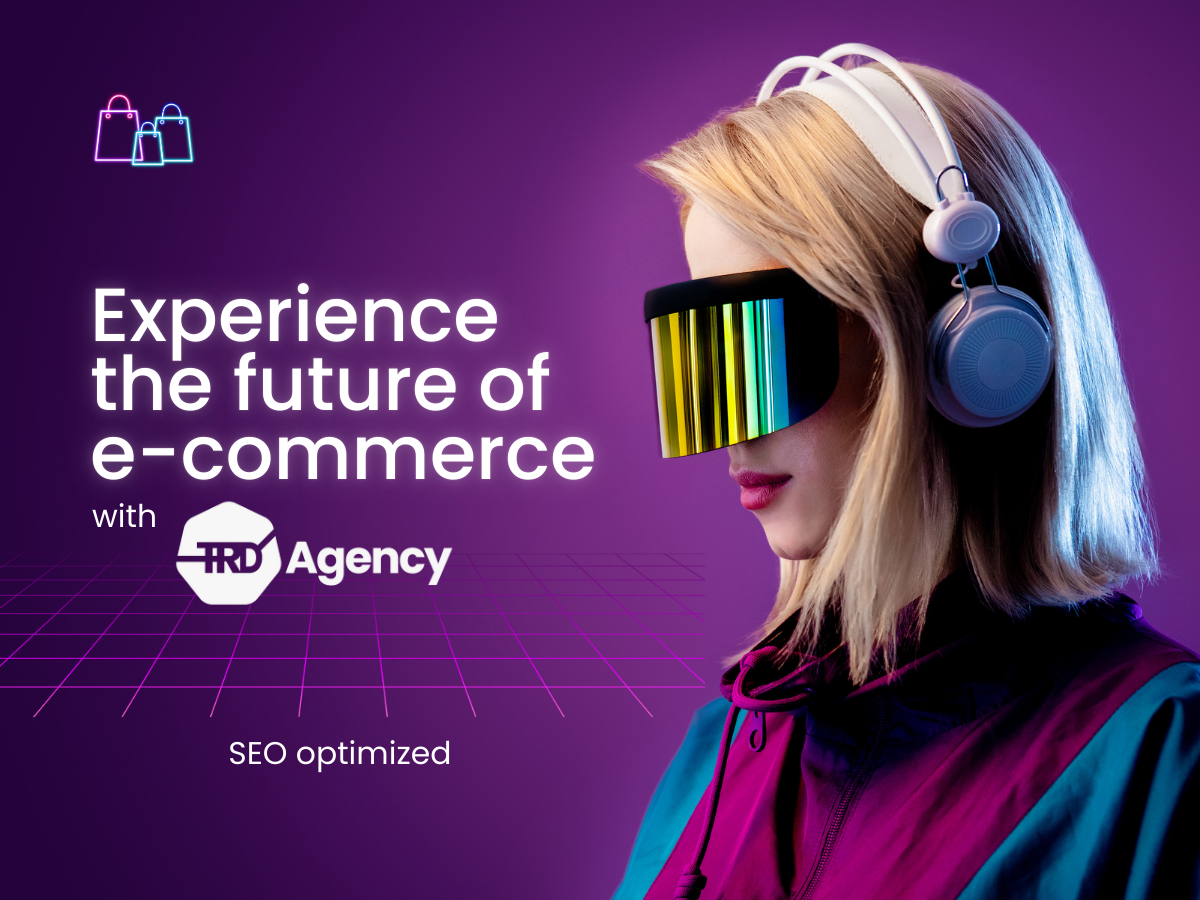 Experience
the future of
e-commerce
with
TRD Agency
SEO optimized